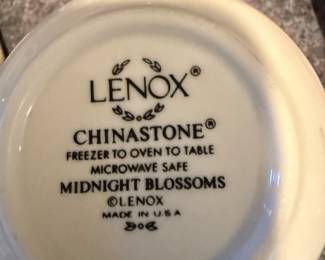 LENOX®
CHINASTONE®
FREEZER TO OVEN TO TABLE
MICROWAVE SAFE
MIDNIGHT BLOSSOMS
©LENOX
MADE IN U.S.A